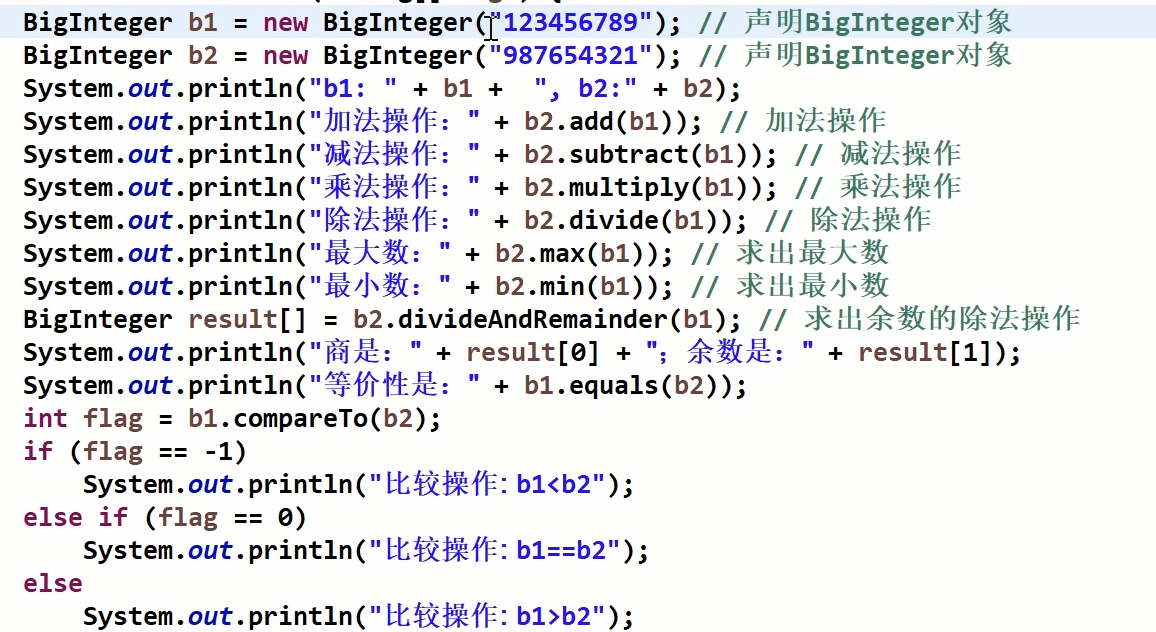 BigInteger b1 = new BigInteger("123456789"); // 声明BigInteger对象
BigInteger b2 = new BigInteger("987654321"); // 声明BigInteger对象
System.out.println("b1: " + b1 +  ", b2:" + b2);
System.out.println("加法操作：" + b2.add(b1)); // 加法操作
System.out.println("减法操作：" + b2.subtract(b1)); // 减法操作
System.out.println("乘法操作：" + b2.multiply(b1)); // 乘法操作
System.out.println("除法操作：" + b2.divide(b1)); // 除法操作
System.out.println("最大数：" + b2.max(b1)); // 求出最大数
System.out.println("最小数：" + b2.min(b1)); // 求出最小数
BigInteger result[] = b2.divideAndRemainder(b1); // 求出余数的除法操作
System.out.println("商是：" + result[0] + "；余数是：" + result[1]);
System.out.println("等价性是：" + b1.equals(b2));
int flag = b1.compareTo(b2);
if (flag == -1)
    System.out.println("比较操作: b1<b2");
else if (flag == 0)
    System.out.println("比较操作: b1==b2");
else
    System.out.println("比较操作: b1>b2");